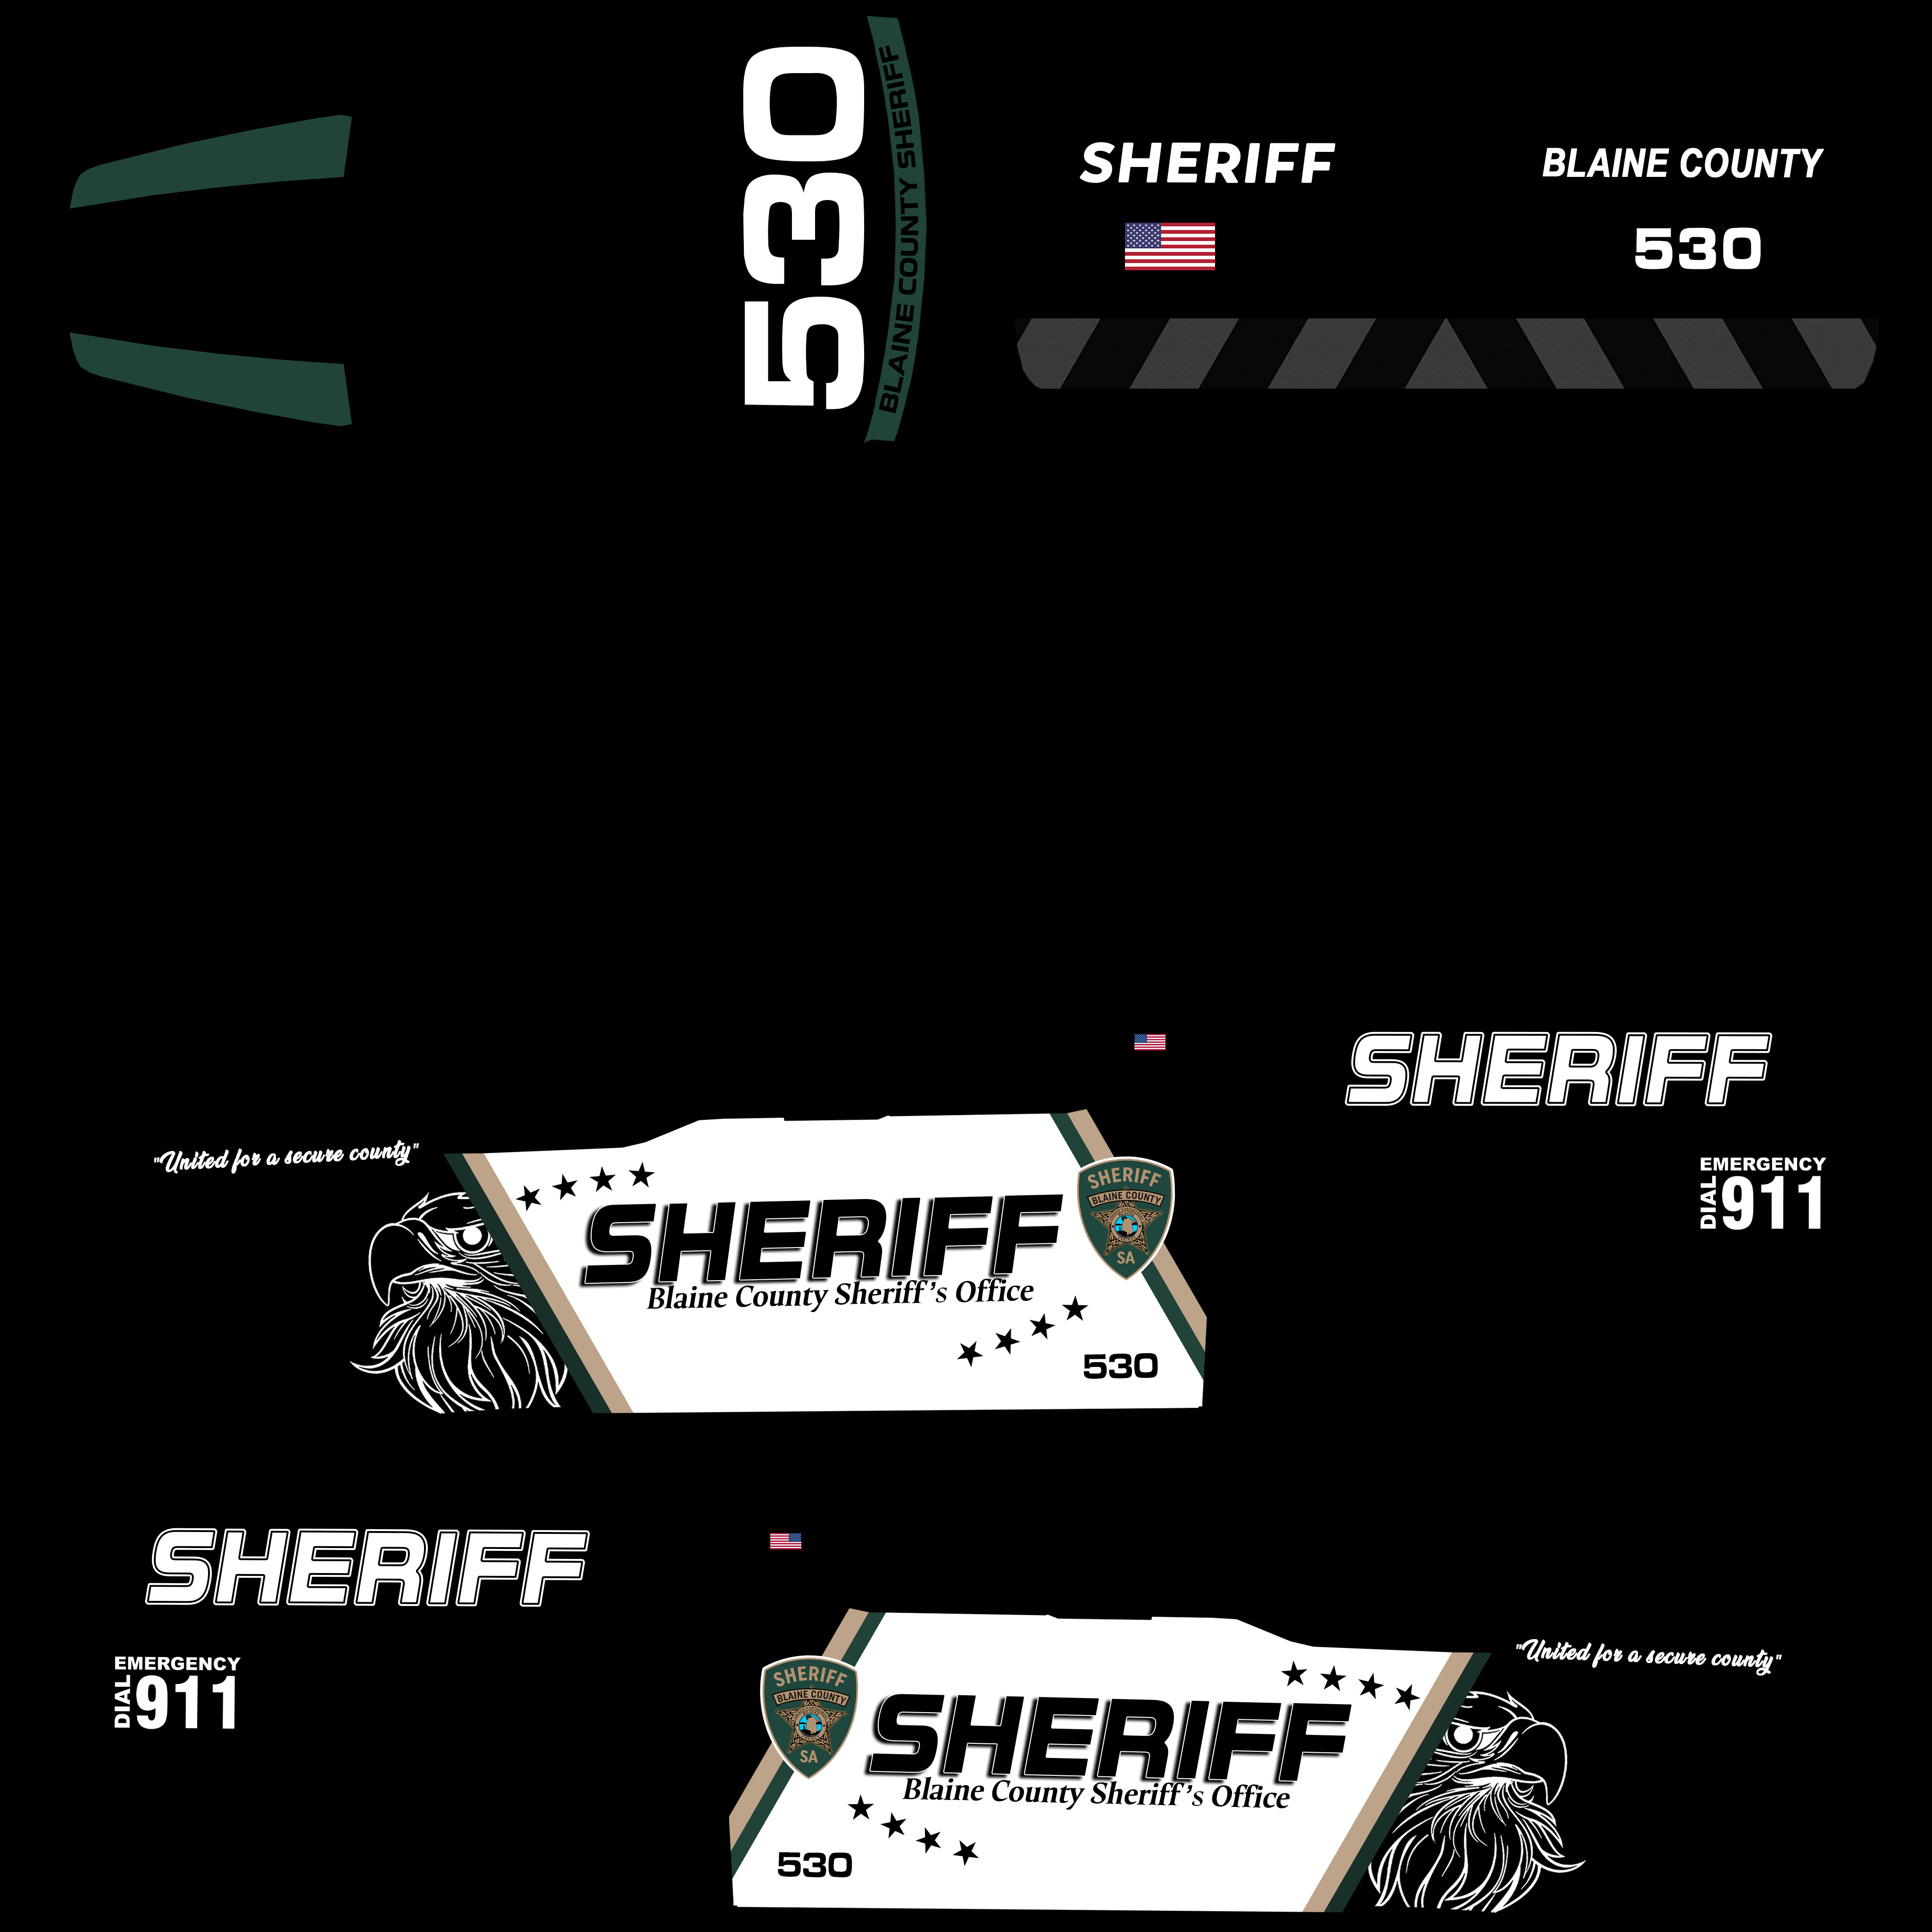 530
BLAINE COUNTY SHERIFF
SHERIFF
BLAINE COUNTY
530
SHERIFF
"United for a secure county"
EMERGENCY
DIAL 911
SHERIFF
BLAINE COUNTY
SA
SHERIFF
Blaine County Sheriff's Office
530
SHERIFF
EMERGENCY
DIAL 911
"United for a secure county"
SHERIFF
BLAINE COUNTY
SA
SHERIFF
Blaine County Sheriff's Office
530